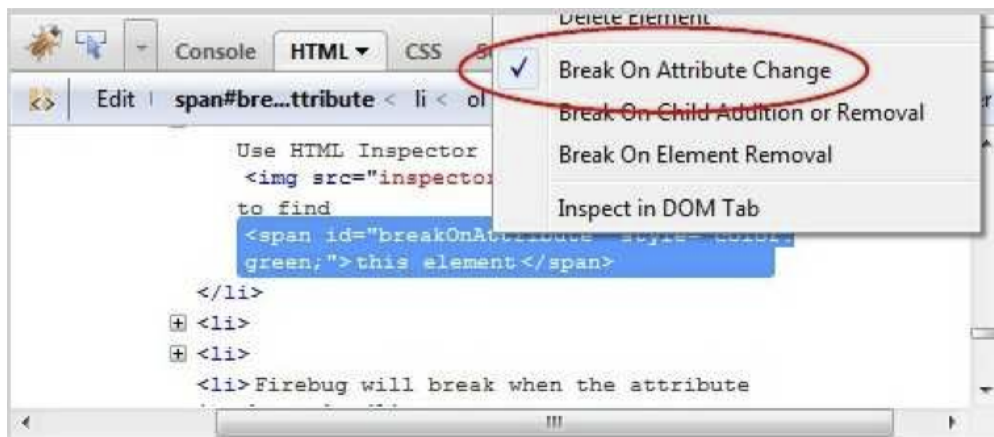 Delete Element
Console HTML CSS
Break On Attribute Change
Edit span#bre...ttribute < li < ol
Break On Child Addition or Removal
Use HTML Inspector
Break On Element Removal
<img src="inspector
to find
Inspect in DOM Tab
<span id="breakOnAttribute" style="color:
green;">this element</span>
</li>
<li>
<li>
<li>Firebug will break when the attribute